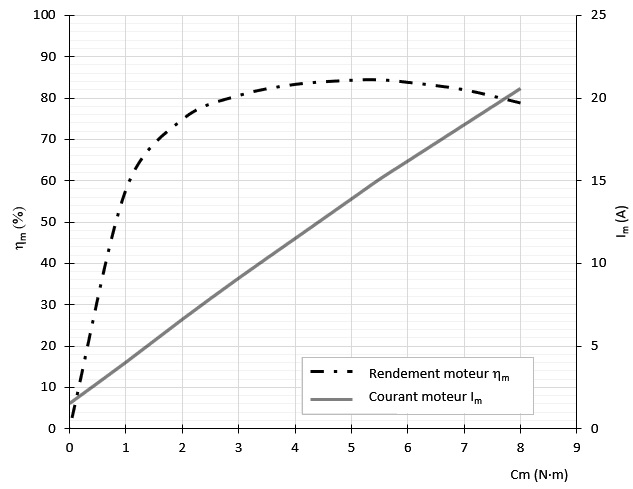 100
90
80
70
60
50
40
30
20
10
0
ηm (%)
25
20
15
10
5
0
Im (A)
Rendement moteur ηm
Courant moteur Im
0 1 2 3 4 5 6 7 8 9
Cm (N·m)